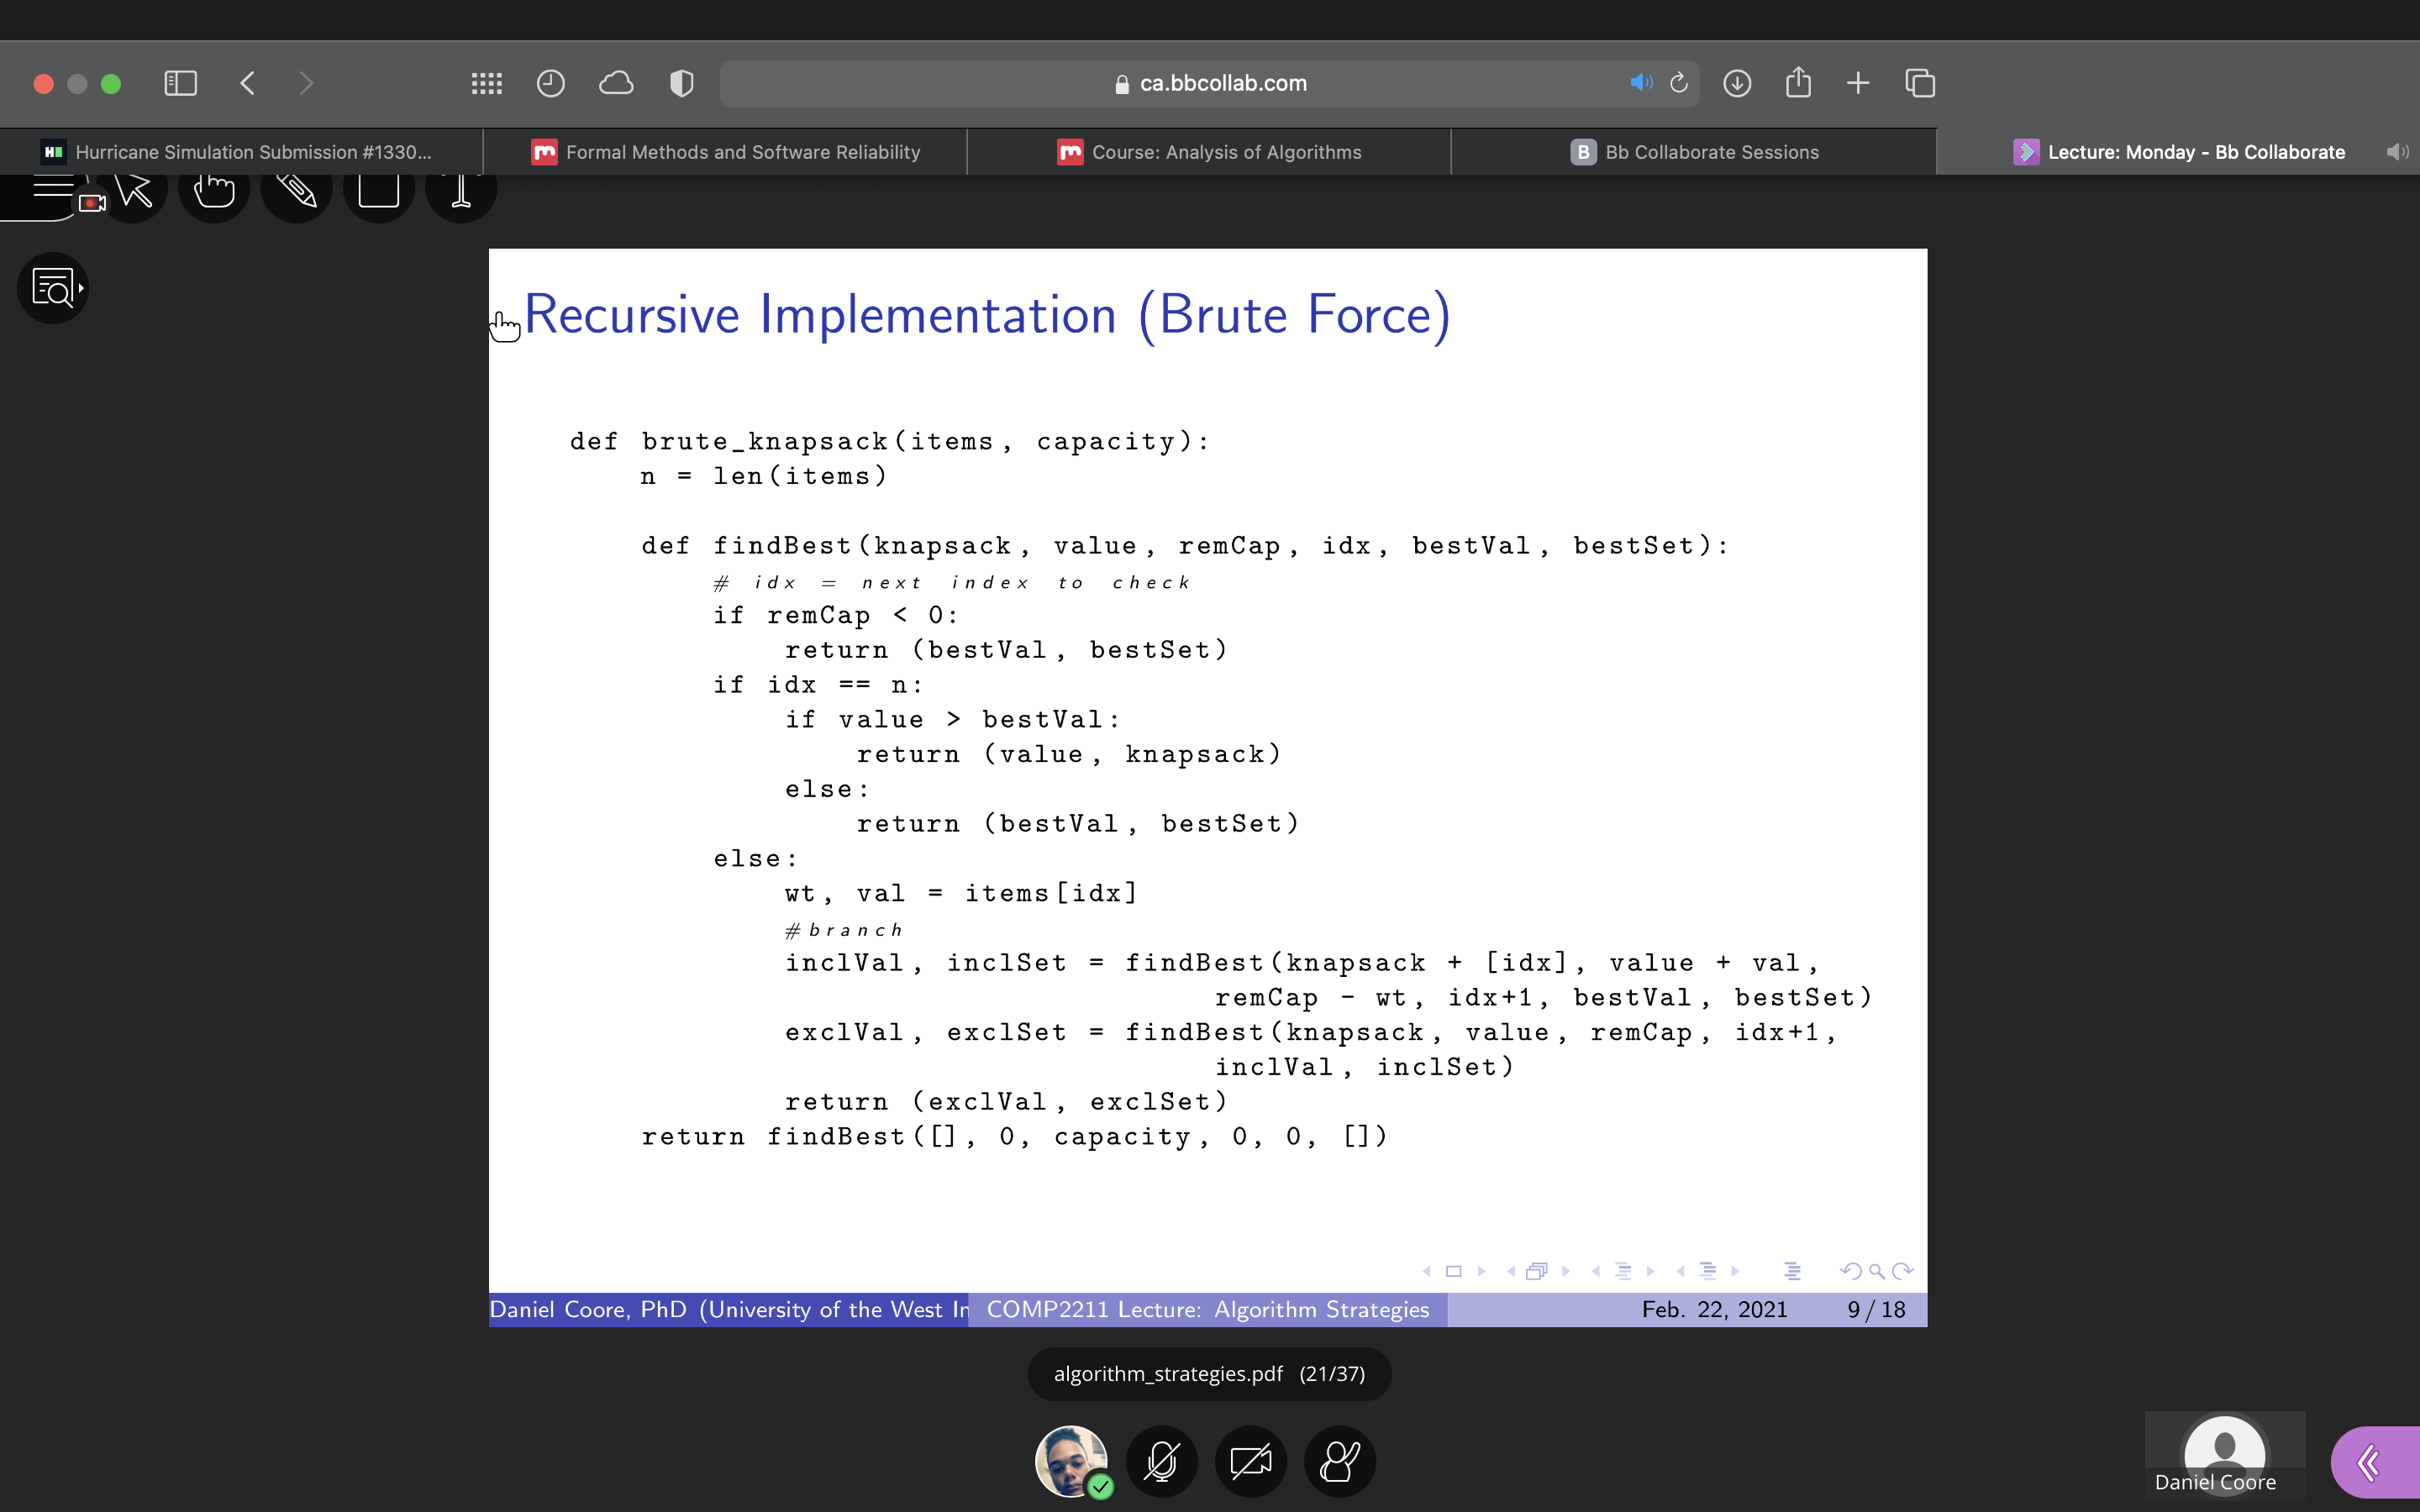 ca.bbcollab.com
Hurricane Simulation Submission #1330...
Formal Methods and Software Reliability
Course: Analysis of Algorithms
B Bb Collaborate Sessions
Lecture: Monday - Bb Collaborate
Recursive Implementation (Brute Force)
def brute_knapsack(items, capacity):
    n = len(items)
    def findBest(knapsack, value, remCap, idx, bestVal, bestSet):
        # idx = next index to check
        if remCap < 0:
            return (bestVal, bestSet)
        if idx == n:
            if value > bestVal:
                return (value, knapsack)
            else:
                return (bestVal, bestSet)
        else:
            wt, val = items[idx]
            #branch
            inclVal, inclSet = findBest(knapsack + [idx], value + val,
                                    remCap - wt, idx+1, bestVal, bestSet)
            exclVal, exclSet = findBest(knapsack, value, remCap, idx+1,
                                    inclVal, inclSet)
            return (exclVal, exclSet)
    return findBest([], 0, capacity, 0, 0, [])
Daniel Coore, PhD (University of the West In
COMP2211 Lecture: Algorithm Strategies
Feb. 22, 2021
9 / 18
algorithm_strategies.pdf (21/37)
Daniel Coore